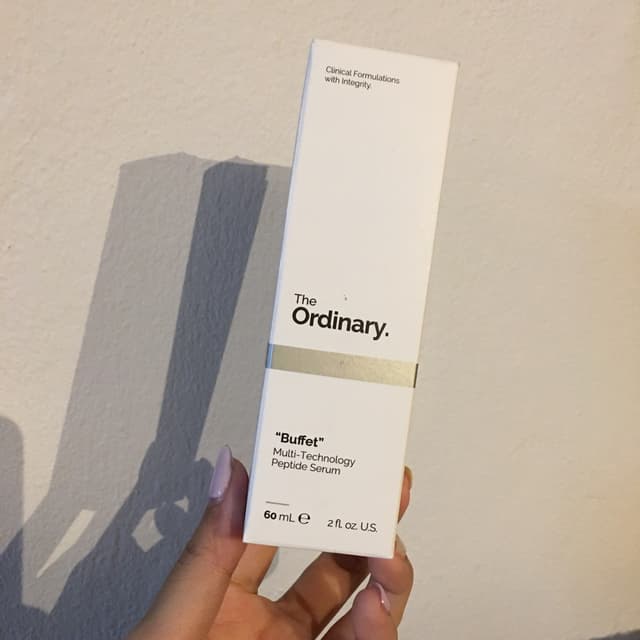 Clinical Formulations
with Integrity.
The
Ordinary.
"Buffet"
Multi-Technology
Peptide Serum
60 mL ℮ 2 fl. oz. U.S.